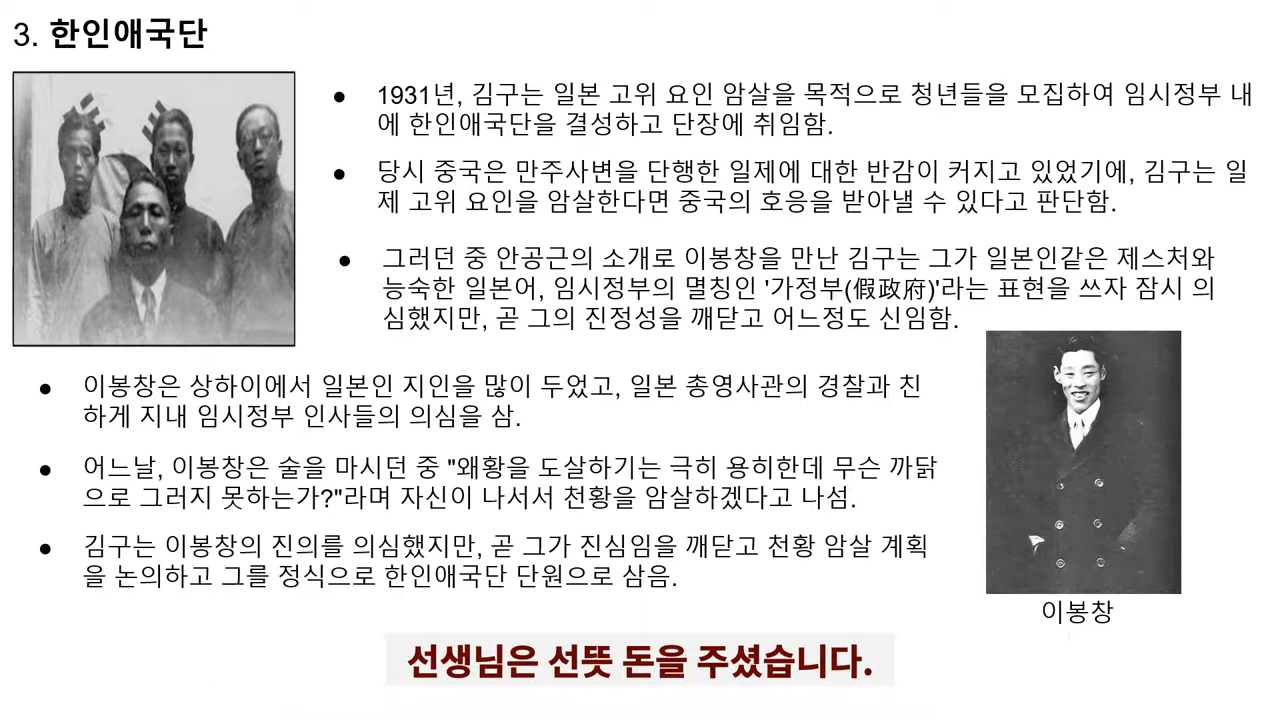 3. 한인애국단
● 1931년, 김구는 일본 고위 요인 암살을 목적으로 청년들을 모집하여 임시정부 내
에 한인애국단을 결성하고 단장에 취임함.
● 당시 중국은 만주사변을 단행한 일제에 대한 반감이 커지고 있었기에, 김구는 일
제 고위 요인을 암살한다면 중국의 호응을 받아낼 수 있다고 판단함.
● 그러던 중 안공근의 소개로 이봉창을 만난 김구는 그가 일본인같은 제스처와
능숙한 일본어, 임시정부의 멸칭인 '가정부(假政府)'라는 표현을 쓰자 잠시 의
심했지만, 곧 그의 진정성을 깨닫고 어느정도 신임함.
● 이봉창은 상하이에서 일본인 지인을 많이 두었고, 일본 총영사관의 경찰과 친
하게 지내 임시정부 인사들의 의심을 삼.
● 어느날, 이봉창은 술을 마시던 중 "왜황을 도살하기는 극히 용히한데 무슨 까닭
으로 그러지 못하는가?"라며 자신이 나서서 천황을 암살하겠다고 나섬.
● 김구는 이봉창의 진의를 의심했지만, 곧 그가 진심임을 깨닫고 천황 암살 계획
을 논의하고 그를 정식으로 한인애국단 단원으로 삼음.
이봉창
선생님은 선뜻 돈을 주셨습니다.